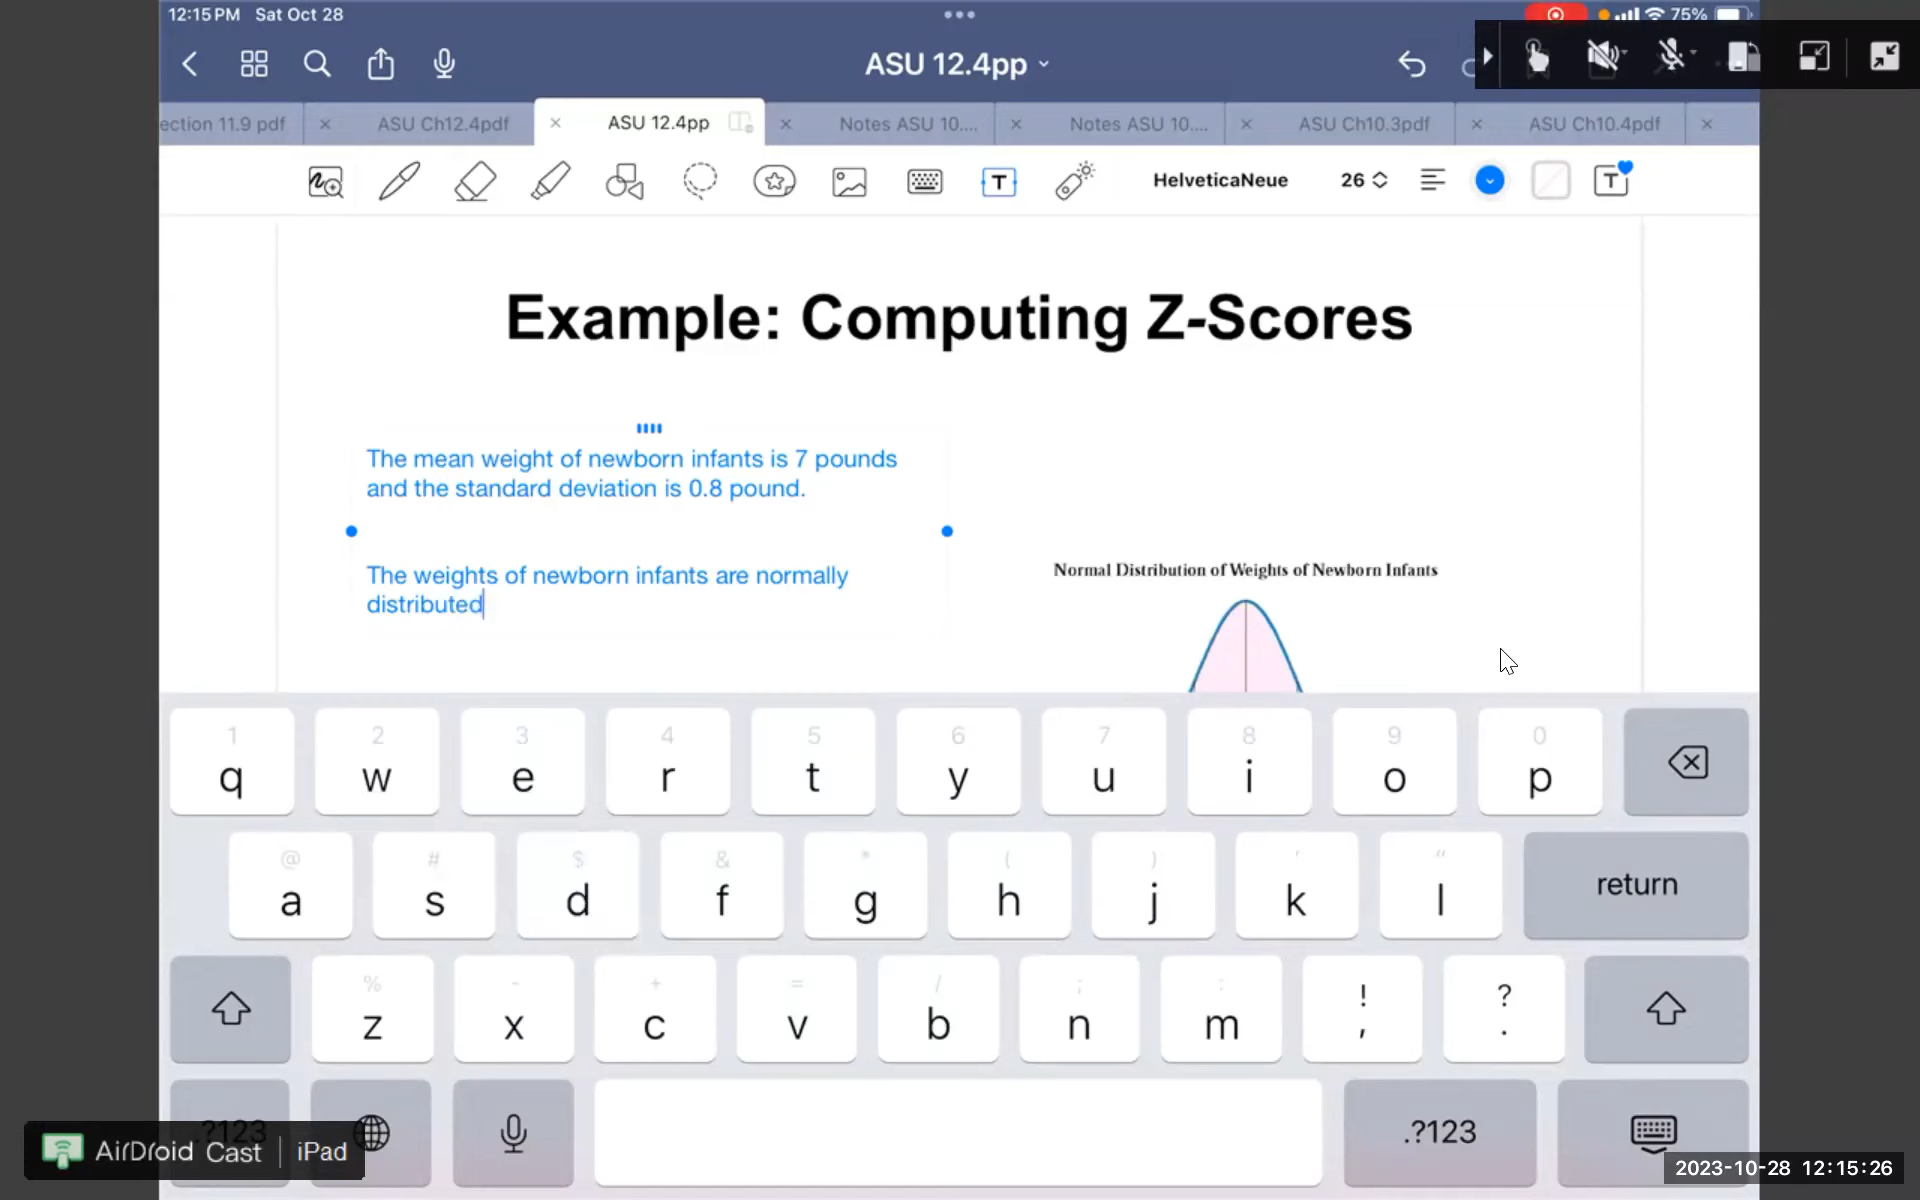 12:15 PM Sat Oct 28
75%
ASU 12.4pp
ection 11.9 pdf
ASU Ch12.4pdf
ASU 12.4pp
Notes ASU 10....
Notes ASU 10....
ASU Ch10.3pdf
ASU Ch10.4pdf
T HelveticaNeue 26 T
Example: Computing Z-Scores
The mean weight of newborn infants is 7 pounds
and the standard deviation is 0.8 pound.
The weights of newborn infants are normally
distributed
Normal Distribution of Weights of Newborn Infants
1 2 3 4 5 6 7 8 9 0
q w e r t y u i o p
@ # $ & * ( ) ' "
a s d f g h j k l return
% - + = / ; : ! ?
z x c v b n m , .
.?123 .?123
AirDroid Cast | iPad
2023-10-28 12:15:26